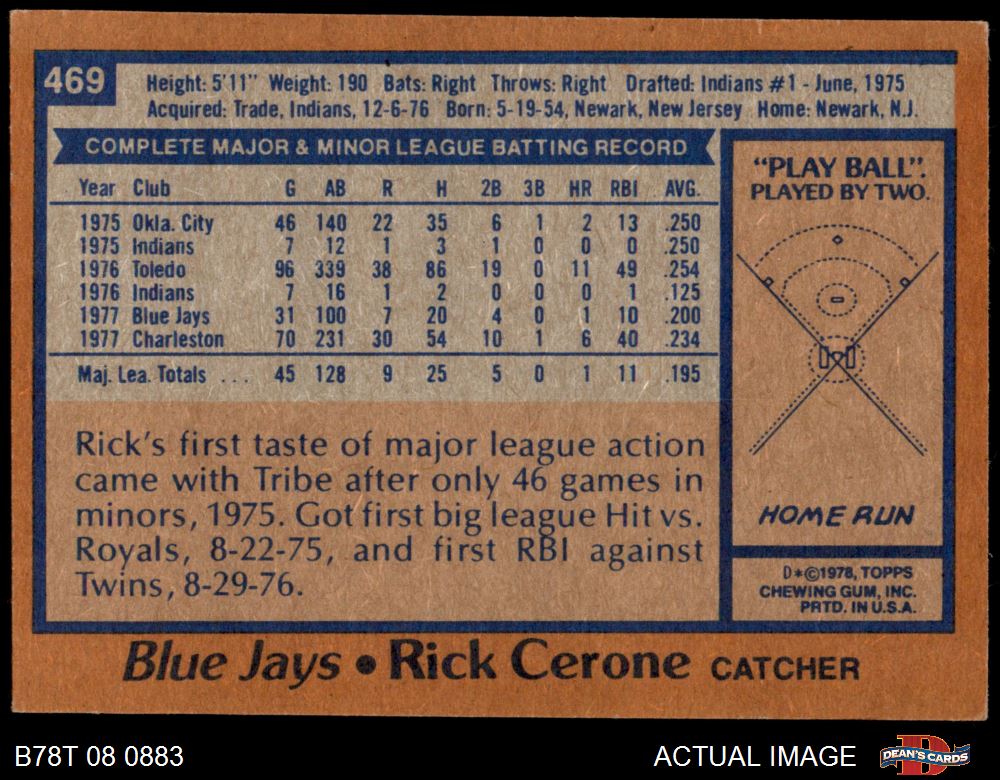 469
Height: 5'11" Weight: 190 Bats: Right Throws: Right Drafted: Indians #1 - June, 1975
Acquired: Trade, Indians, 12-6-76 Born: 5-19-54, Newark, New Jersey Home: Newark, N.J.
COMPLETE MAJOR & MINOR LEAGUE BATTING RECORD
Year Club G AB R H 2B 3B HR RBI AVG.
1975 Okla. City 46 140 22 35 6 1 2 13 .250
1975 Indians 7 12 1 3 1 0 0 0 .250
1976 Toledo 96 339 38 86 19 0 11 49 .254
1976 Indians 7 16 1 2 0 0 0 1 .125
1977 Blue Jays 31 100 7 20 4 0 1 10 .200
1977 Charleston 70 231 30 54 10 1 6 40 .234
Maj. Lea. Totals ... 45 128 9 25 5 0 1 11 .195
Rick's first taste of major league action
came with Tribe after only 46 games in
minors, 1975. Got first big league Hit vs.
Royals, 8-22-75, and first RBI against
Twins, 8-29-76.
"PLAY BALL".
PLAYED BY TWO.
HOME RUN
D*©1978, TOPPS
CHEWING GUM, INC.
PRTD. IN U.S.A.
Blue Jays • Rick Cerone CATCHER
B78T 08 0883
ACTUAL IMAGE
D
DEAN'S CARDS